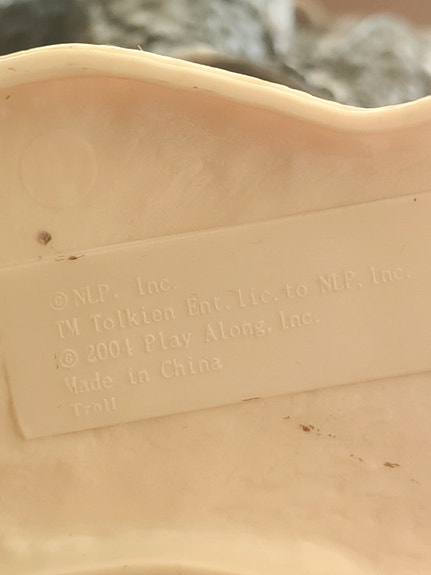 © NLP, Inc.
TM Tolkien Ent. lic. to NLP, Inc.
® 2004 Play Along, Inc.
Made in China
Troll